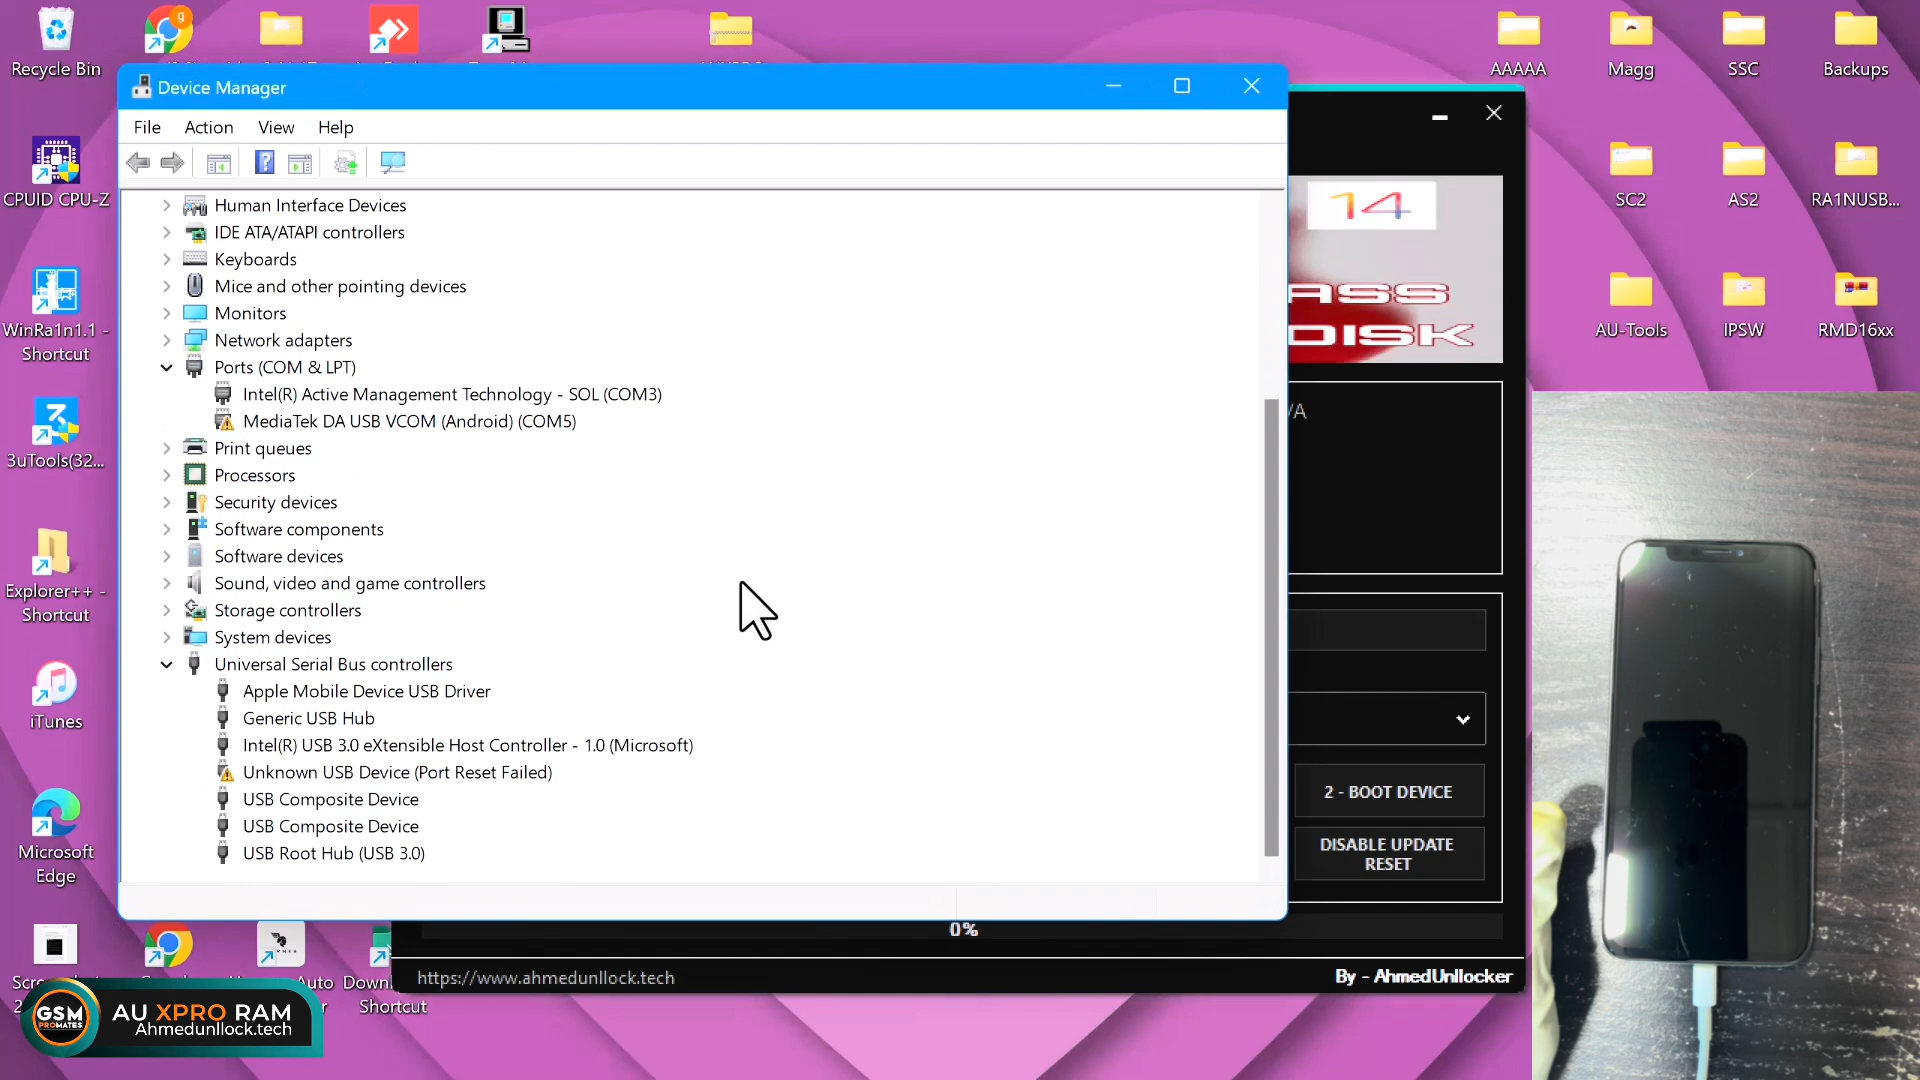 Recycle Bin
CPUID CPU-Z
WinRa1n1.1 -
Shortcut
3uTools(32...
Explorer++ -
Shortcut
iTunes
Microsoft
Edge
Device Manager
File
Action
View
Help
Human Interface Devices
IDE ATA/ATAPI controllers
Keyboards
Mice and other pointing devices
Monitors
Network adapters
Ports (COM & LPT)
Intel(R) Active Management Technology - SOL (COM3)
MediaTek DA USB VCOM (Android) (COM5)
Print queues
Processors
Security devices
Software components
Software devices
Sound, video and game controllers
Storage controllers
System devices
Universal Serial Bus controllers
Apple Mobile Device USB Driver
Generic USB Hub
Intel(R) USB 3.0 eXtensible Host Controller - 1.0 (Microsoft)
Unknown USB Device (Port Reset Failed)
USB Composite Device
USB Composite Device
USB Root Hub (USB 3.0)
14
ASS
DISK
/A
2 - BOOT DEVICE
DISABLE UPDATE
RESET
0%
https://www.ahmedunllock.tech
By - AhmedUnllocker
AAAAA
Magg
SSC
Backups
SC2
AS2
RA1NUSB...
AU-Tools
IPSW
RMD16xx
Shortcut
GSM
PROMATES
AU XPRO RAM
Ahmedunllock.tech